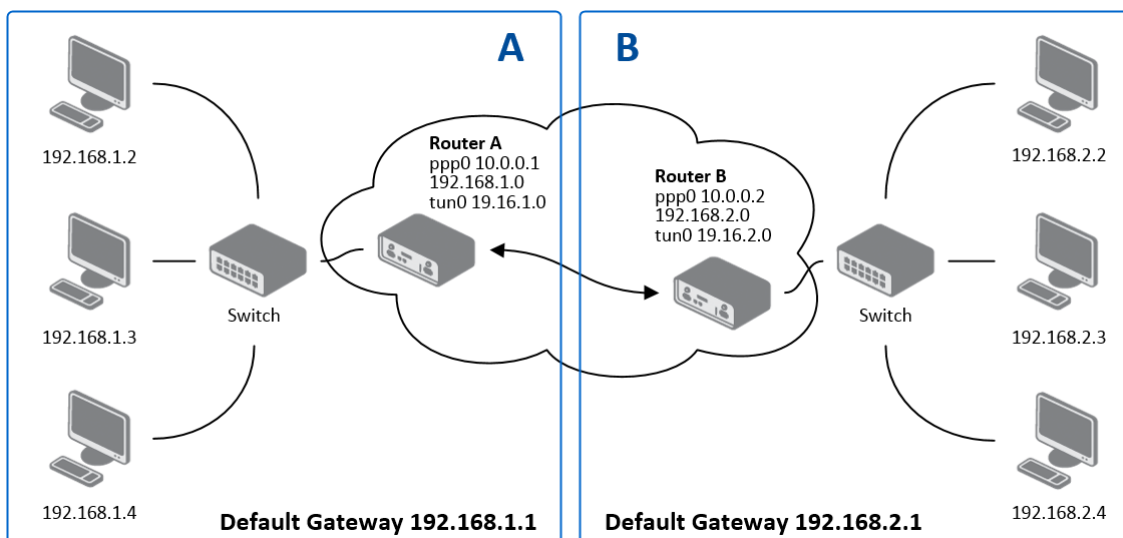 A
192.168.1.2
192.168.1.3
192.168.1.4
Switch
Router A
ppp0 10.0.0.1
192.168.1.0
tun0 19.16.1.0
Default Gateway 192.168.1.1
B
Router B
ppp0 10.0.0.2
192.168.2.0
tun0 19.16.2.0
Switch
192.168.2.2
192.168.2.3
192.168.2.4
Default Gateway 192.168.2.1